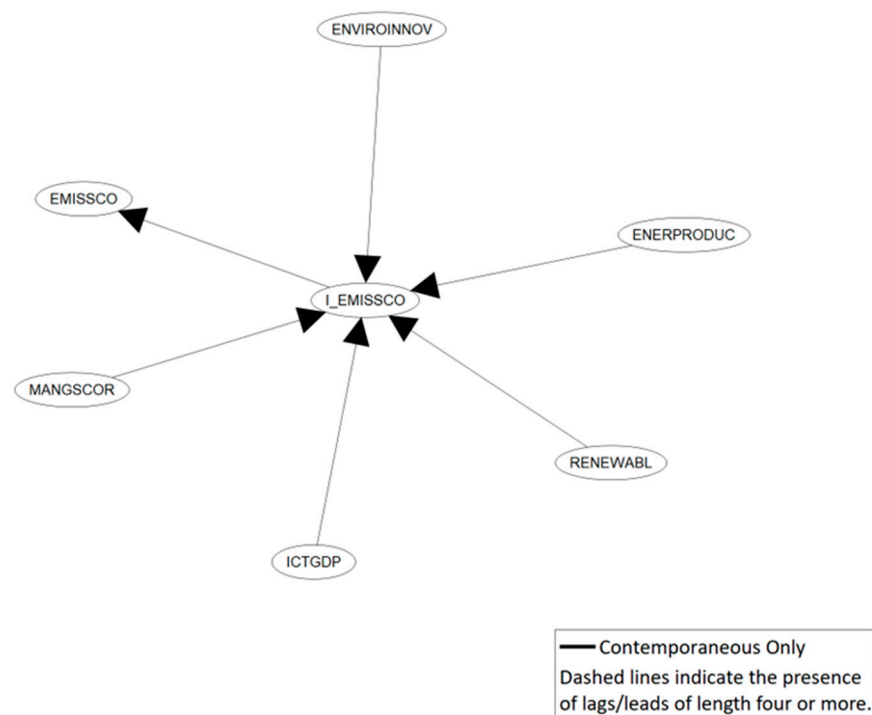 ENVIROINNOV
EMISSCO
ENERPRODUC
I_EMISSCO
MANGSCOR
RENEWABL
ICTGDP
Contemporaneous Only
Dashed lines indicate the presence
of lags/leads of length four or more.